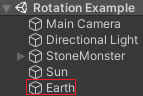 Rotation Example
Main Camera
Directional Light
StoneMonster
Sun
Earth